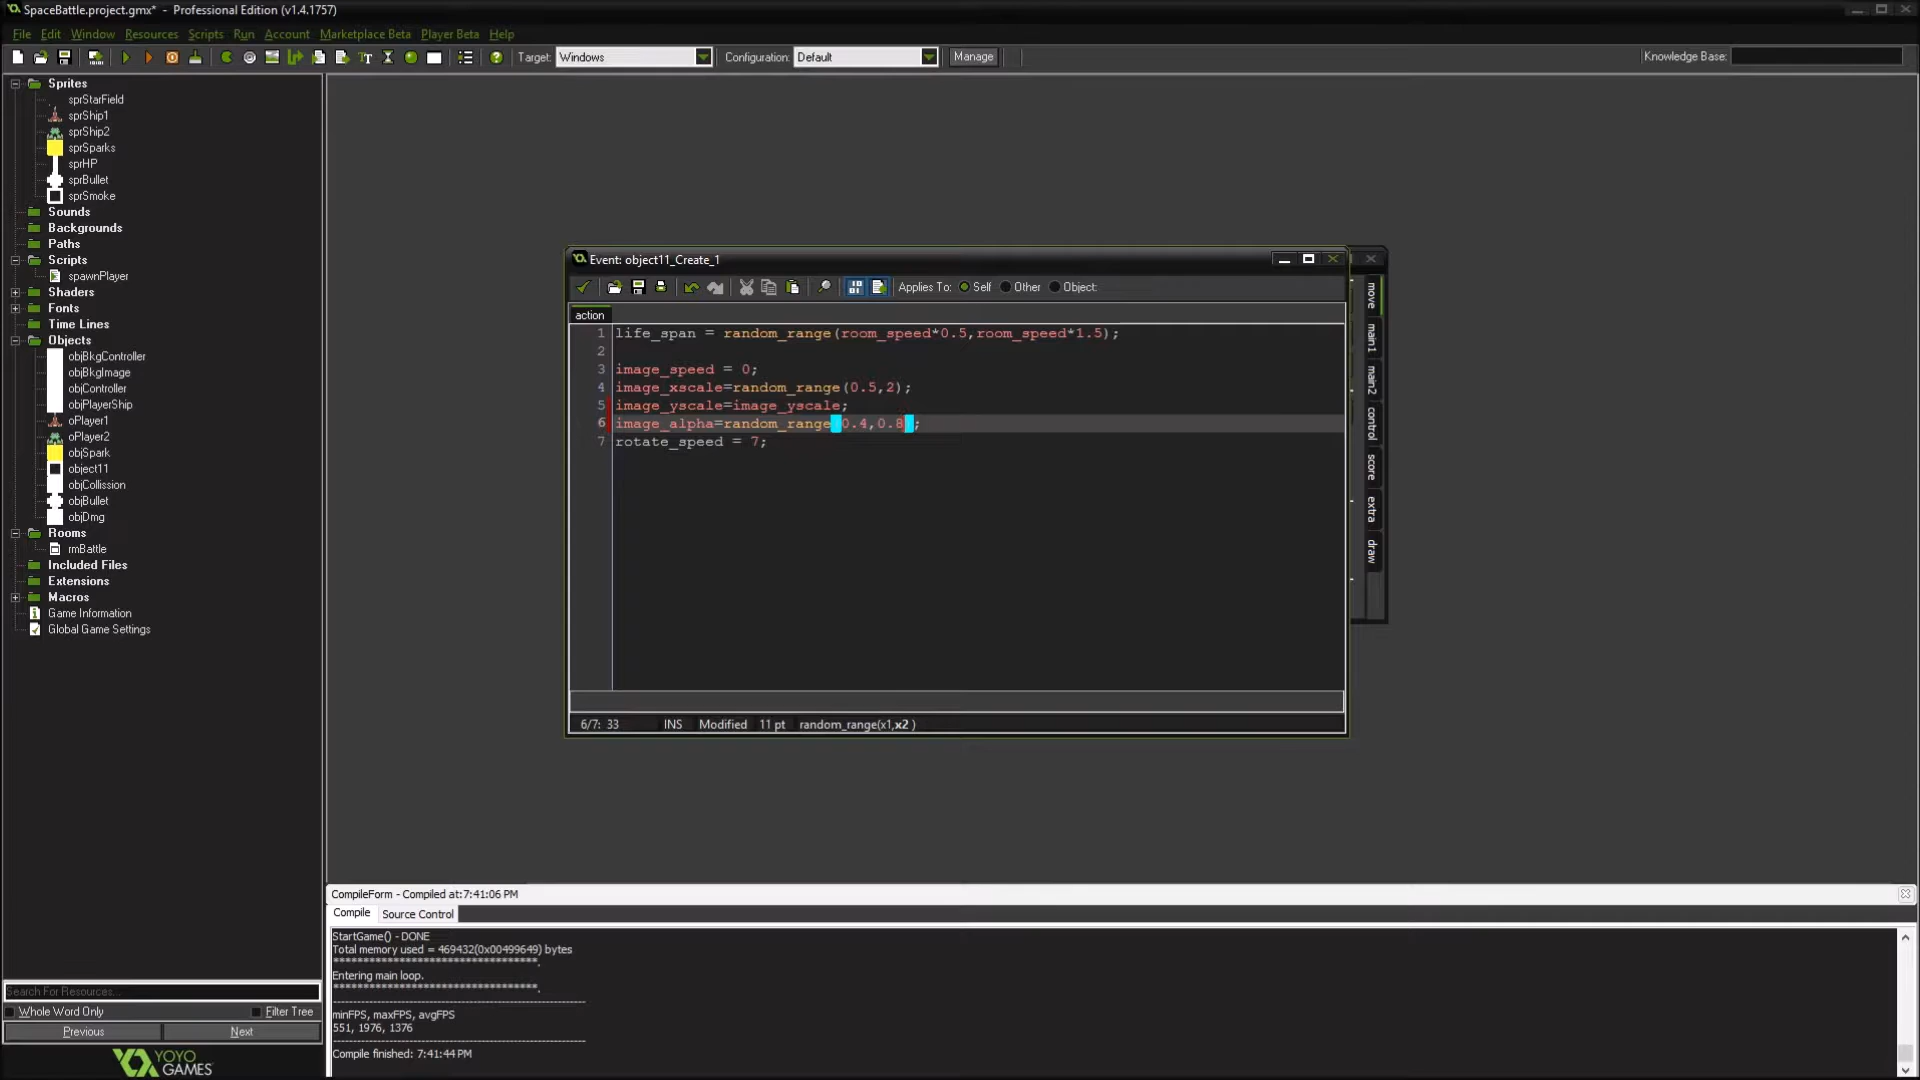 SpaceBattle.project.gmx* - Professional Edition (v1.4.1757)
File Edit Window Resources Scripts Run Account Marketplace Beta Player Beta Help
Target: Windows Configuration: Default Manage Knowledge Base:
Sprites
sprStarField
sprShip1
sprShip2
sprSparks
sprHP
sprBullet
sprSmoke
Sounds
Backgrounds
Paths
Scripts
spawnPlayer
Shaders
Fonts
Time Lines
Objects
objBkgController
objBkgImage
objController
objPlayerShip
oPlayer1
oPlayer2
objSpark
object11
objCollission
objBullet
objDmg
Rooms
rmBattle
Included Files
Extensions
Macros
Game Information
Global Game Settings
Search For Resources...
Whole Word Only Filter Tree
Previous Next
YOYO
GAMES
Event: object11_Create_1
Applies To: Self Other Object:
action
1 life_span = random_range(room_speed*0.5,room_speed*1.5);
2
3 image_speed = 0;
4 image_xscale=random_range(0.5,2);
5 image_yscale=image_yscale;
6 image_alpha=random_range(0.4,0.8);
7 rotate_speed = 7;
6/7: 33 INS Modified 11 pt random_range(x1,x2 )
move
main1
main2
control
score
extra
draw
CompileForm - Compiled at:7:41:06 PM
Compile Source Control
StartGame() - DONE
Total memory used = 469432(0x00499649) bytes
***********************************.
Entering main loop.
***********************************.
minFPS, maxFPS, avgFPS
551, 1976, 1376
Compile finished: 7:41:44 PM